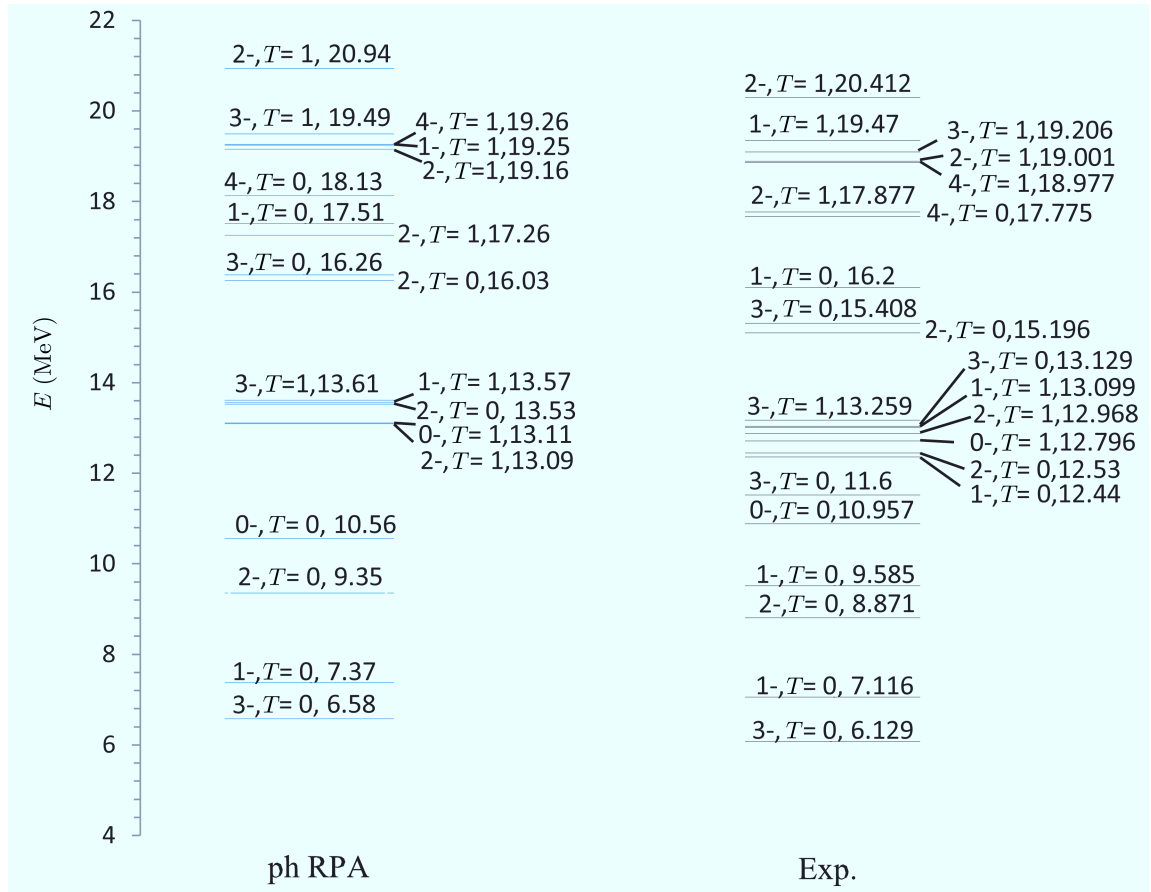 22
20
18
16
14
12
10
8
6
4
E (MeV)
2-,T= 1, 20.94
3-,T= 1, 19.49
4-,T= 1,19.26
1-,T= 1,19.25
2-,T=1,19.16
4-,T= 0, 18.13
1-,T= 0, 17.51
2-,T= 1,17.26
3-,T= 0, 16.26
2-,T= 0,16.03
3-,T=1,13.61
1-,T= 1,13.57
2-,T= 0, 13.53
0-,T= 1,13.11
2-,T= 1,13.09
0-,T= 0, 10.56
2-,T= 0, 9.35
1-,T= 0, 7.37
3-,T= 0, 6.58
ph RPA
2-,T= 1,20.412
1-,T= 1,19.47
3-,T= 1,19.206
2-,T= 1,19.001
4-,T= 1,18.977
2-,T= 1,17.877
4-,T= 0,17.775
1-,T= 0, 16.2
3-,T= 0,15.408
2-,T= 0,15.196
3-,T= 0,13.129
1-,T= 1,13.099
3-,T= 1,13.259
2-,T= 1,12.968
0-,T= 1,12.796
2-,T= 0,12.53
1-,T= 0,12.44
3-,T= 0, 11.6
0-,T= 0,10.957
1-,T= 0, 9.585
2-,T= 0, 8.871
1-,T= 0, 7.116
3-,T= 0, 6.129
Exp.